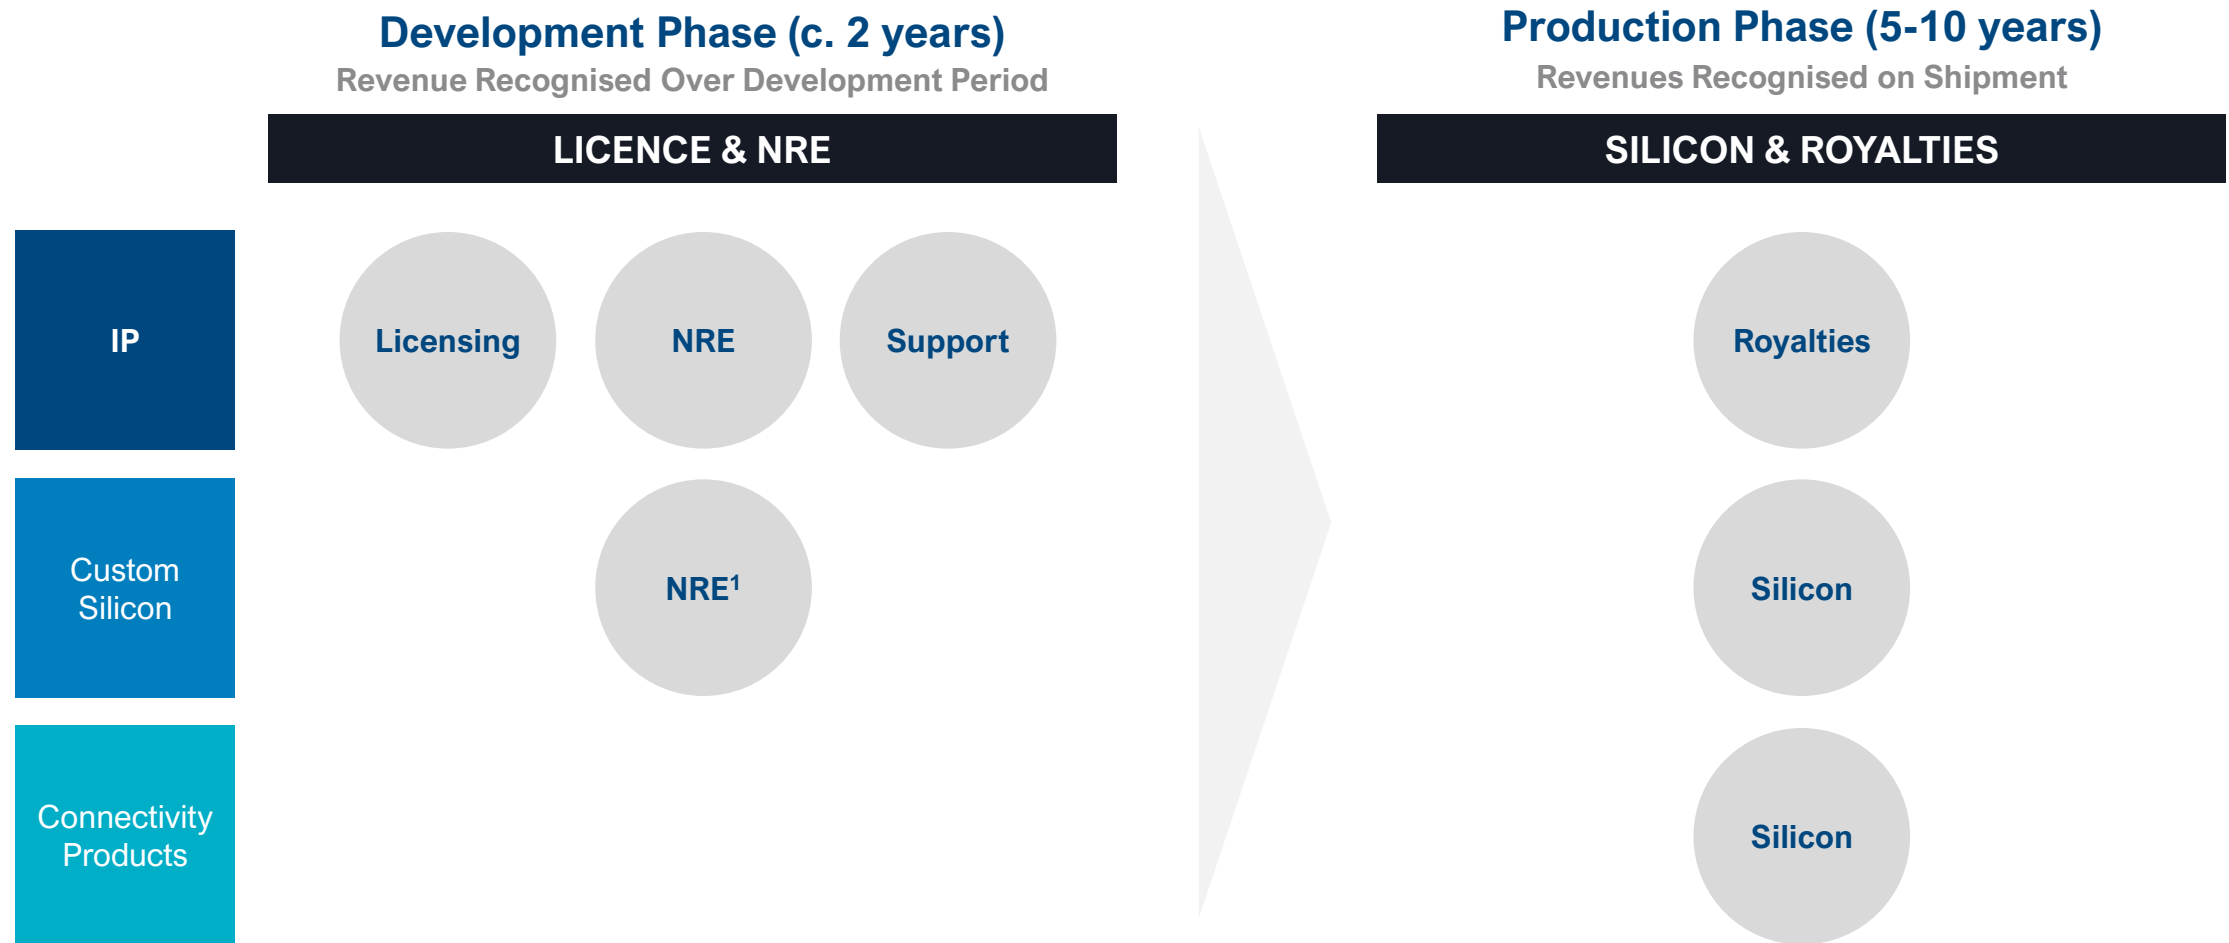 Development Phase (c. 2 years)
Revenue Recognised Over Development Period
LICENCE & NRE
Production Phase (5-10 years)
Revenues Recognised on Shipment
SILICON & ROYALTIES
IP
Licensing
NRE
Support
Royalties
Custom
Silicon
NRE¹
Silicon
Connectivity
Products
Silicon